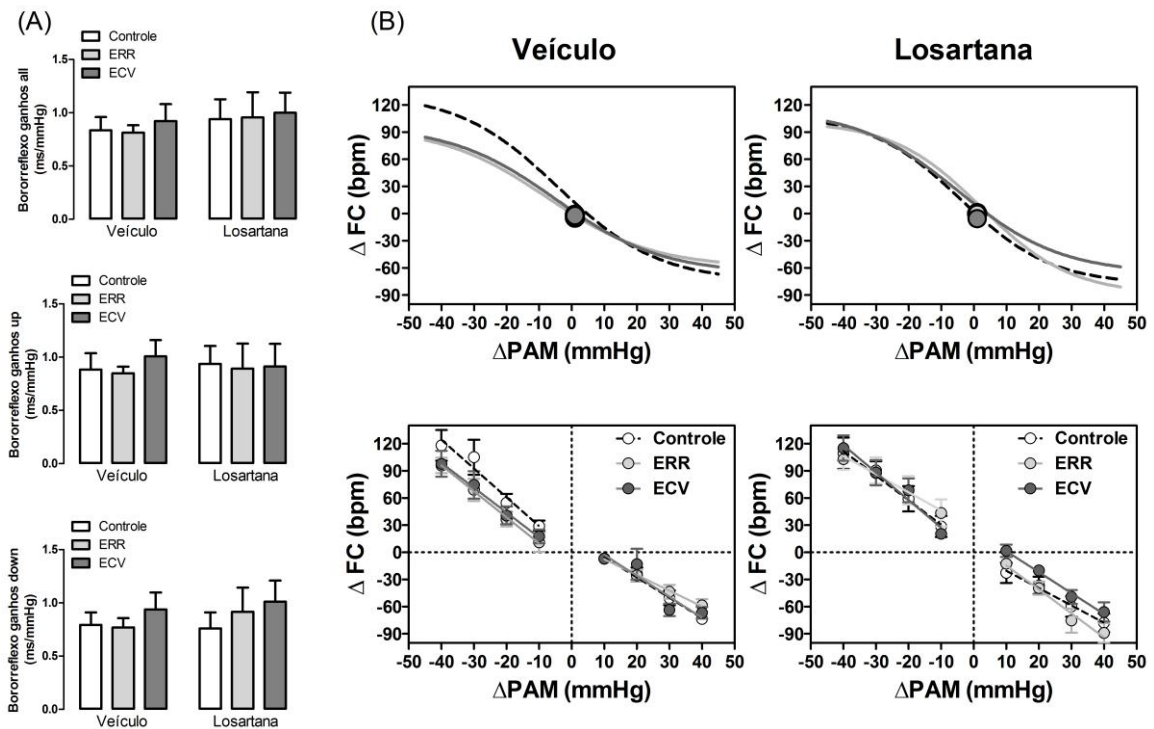 (A)
Controle
ERR
ECV
Bororreflexo ganhos all
(ms/mmHg)
1.5
1.0
0.5
0.0
Veículo
Losartana
Controle
ERR
ECV
Bororreflexo ganhos up
(ms/mmHg)
1.5
1.0
0.5
0.0
Veículo
Losartana
Controle
ERR
ECV
Bororreflexo ganhos down
(ms/mmHg)
1.5
1.0
0.5
0.0
Veículo
Losartana
(B)
Veículo
Δ FC (bpm)
120
90
60
30
0
-30
-60
-90
-50 -40 -30 -20 -10 0 10 20 30 40 50
ΔPAM (mmHg)
Losartana
Δ FC (bpm)
120
90
60
30
0
-30
-60
-90
-50 -40 -30 -20 -10 0 10 20 30 40 50
ΔPAM (mmHg)
Controle
ERR
ECV
Δ FC (bpm)
120
90
60
30
0
-30
-60
-90
-50 -40 -30 -20 -10 0 10 20 30 40 50
ΔPAM (mmHg)
Controle
ERR
ECV
Δ FC (bpm)
120
90
60
30
0
-30
-60
-90
-50 -40 -30 -20 -10 0 10 20 30 40 50
ΔPAM (mmHg)